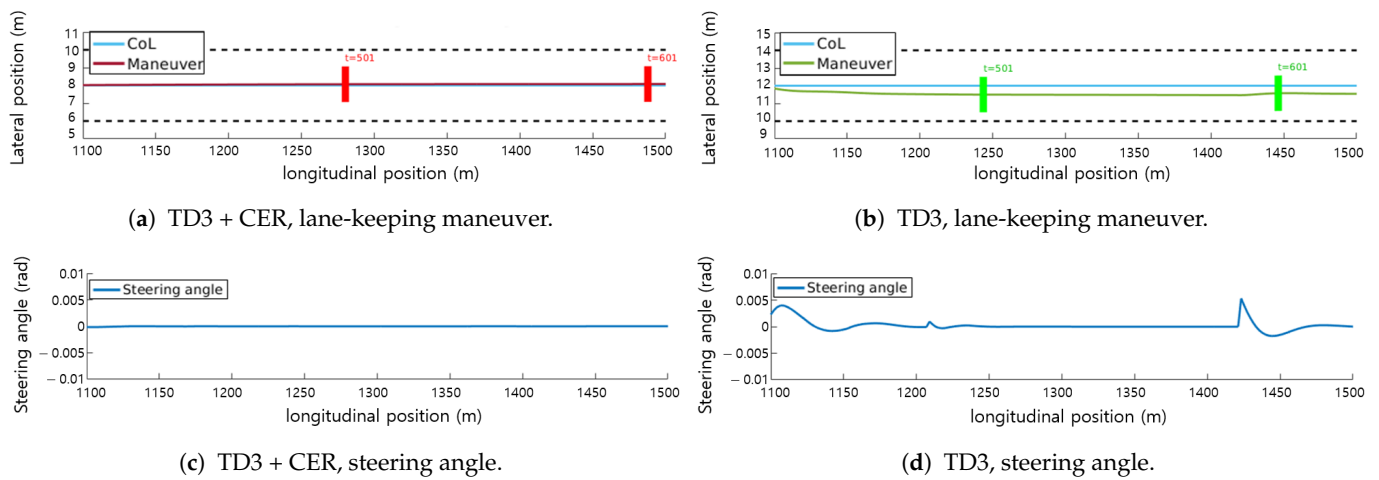 Lateral position (m)
11
10
9
8
7
6
5
CoL
Maneuver
t=501
t=601
1100 1150 1200 1250 1300 1350 1400 1450 1500
longitudinal position (m)
(a) TD3 + CER, lane-keeping maneuver.
Lateral position (m)
15
14
13
12
11
10
9
CoL
Maneuver
t=501
t=601
1100 1150 1200 1250 1300 1350 1400 1450 1500
longitudinal position (m)
(b) TD3, lane-keeping maneuver.
Steering angle (rad)
0.01
0.005
0
−0.005
−0.01
Steering angle
1100 1150 1200 1250 1300 1350 1400 1450 1500
longitudinal position (m)
(c) TD3 + CER, steering angle.
Steering angle (rad)
0.01
0.005
0
−0.005
−0.01
Steering angle
1100 1150 1200 1250 1300 1350 1400 1450 1500
longitudinal position (m)
(d) TD3, steering angle.